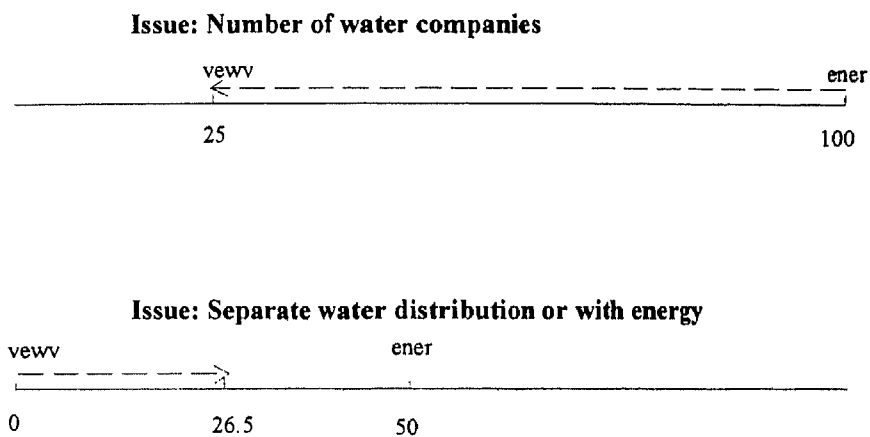 Issue: Number of water companies
vewv ener
25 100
Issue: Separate water distribution or with energy
vewv ener
0 26.5 50